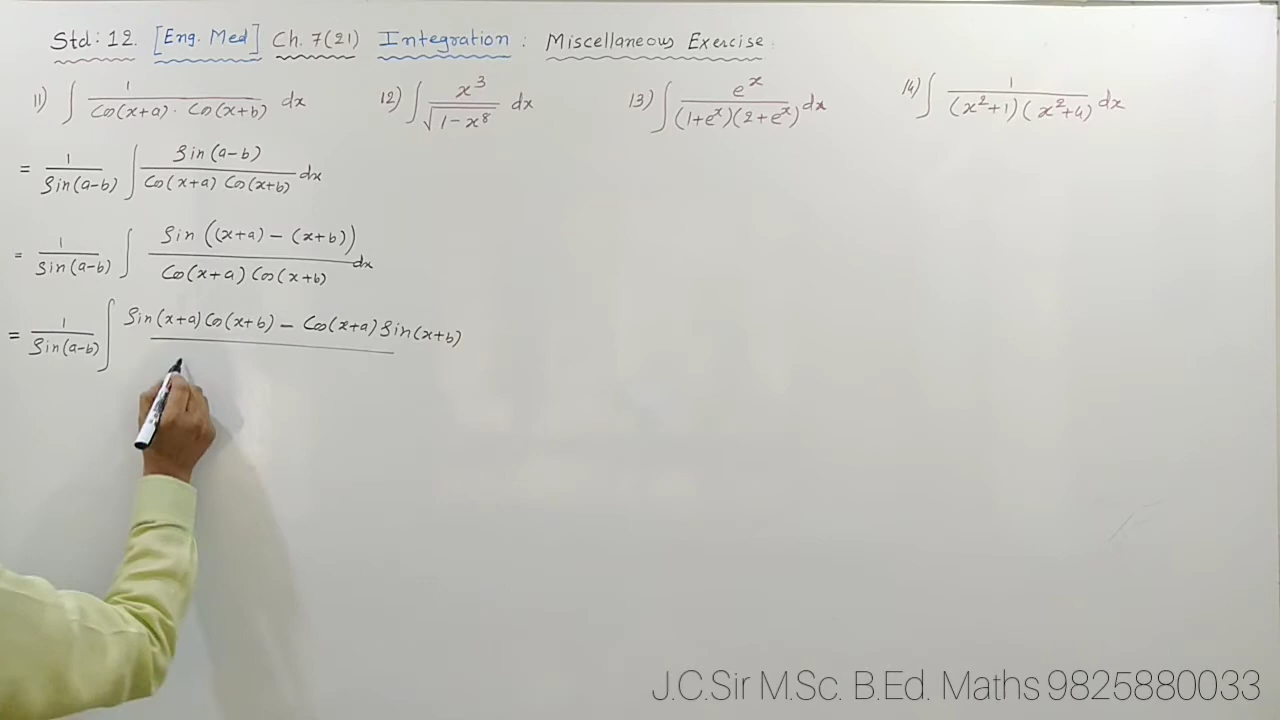 Std: 12. [Eng. Med] Ch. 7(21) Integration : Miscellaneous Exercise.
11) ∫ 1 / (Cos(x+a) · Cos(x+b)) dx 12) ∫ x³ / √(1-x⁸) dx 13) ∫ eˣ / ((1+eˣ)(2+eˣ)) dx 14) ∫ 1 / ((x²+1)(x²+4)) dx
= 1/Sin(a-b) ∫ Sin(a-b) / (Cos(x+a) Cos(x+b)) dx
= 1/Sin(a-b) ∫ Sin((x+a) - (x+b)) / (Cos(x+a) Cos(x+b)) dx
= 1/Sin(a-b) ∫ Sin(x+a) Cos(x+b) - Cos(x+a) Sin(x+b)
J.C.Sir M.Sc. B.Ed. Maths 9825880033